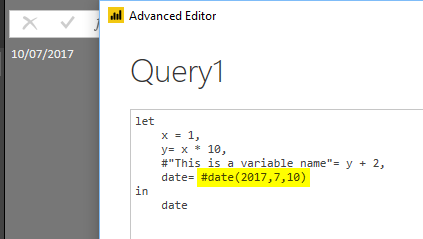 Advanced Editor
10/07/2017
Query1
let
x = 1,
y= x * 10,
#"This is a variable name"= y + 2,
date= #date(2017,7,10)
in
date